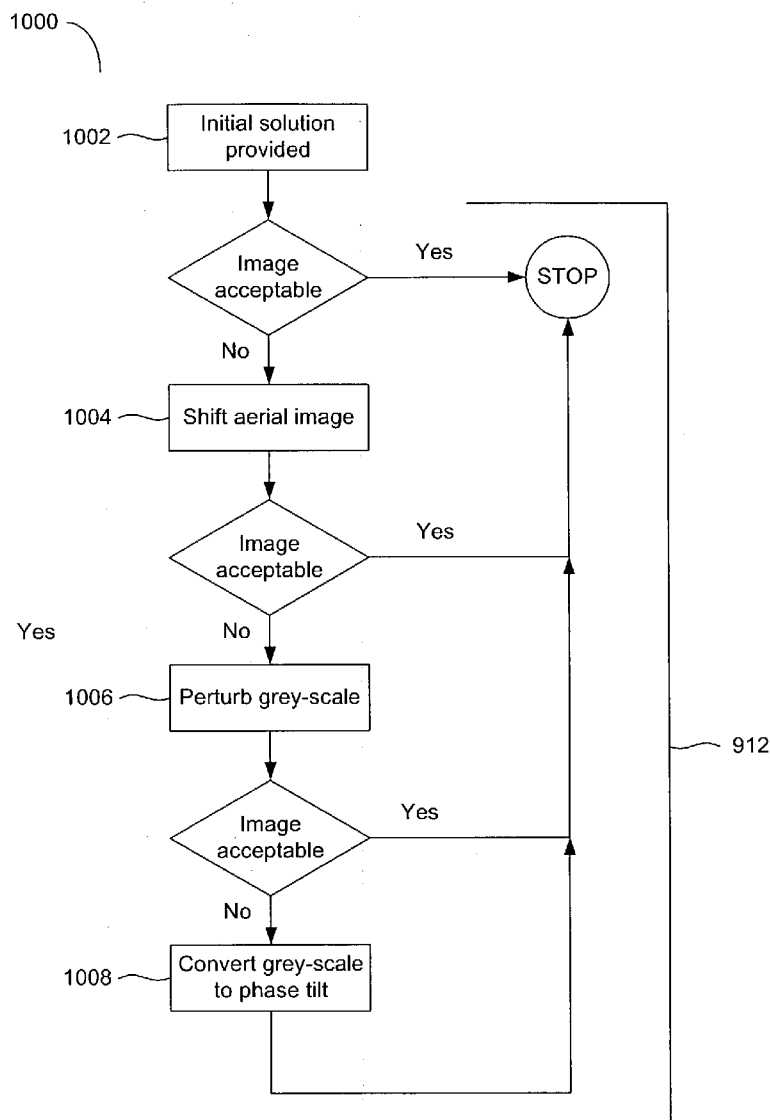 1000
1002
Initial solution
provided
Image
acceptable
Yes
STOP
No
1004
Shift aerial image
Image
acceptable
Yes
No
Yes
1006
Perturb grey-scale
912
Image
acceptable
Yes
No
1008
Convert grey-scale
to phase tilt